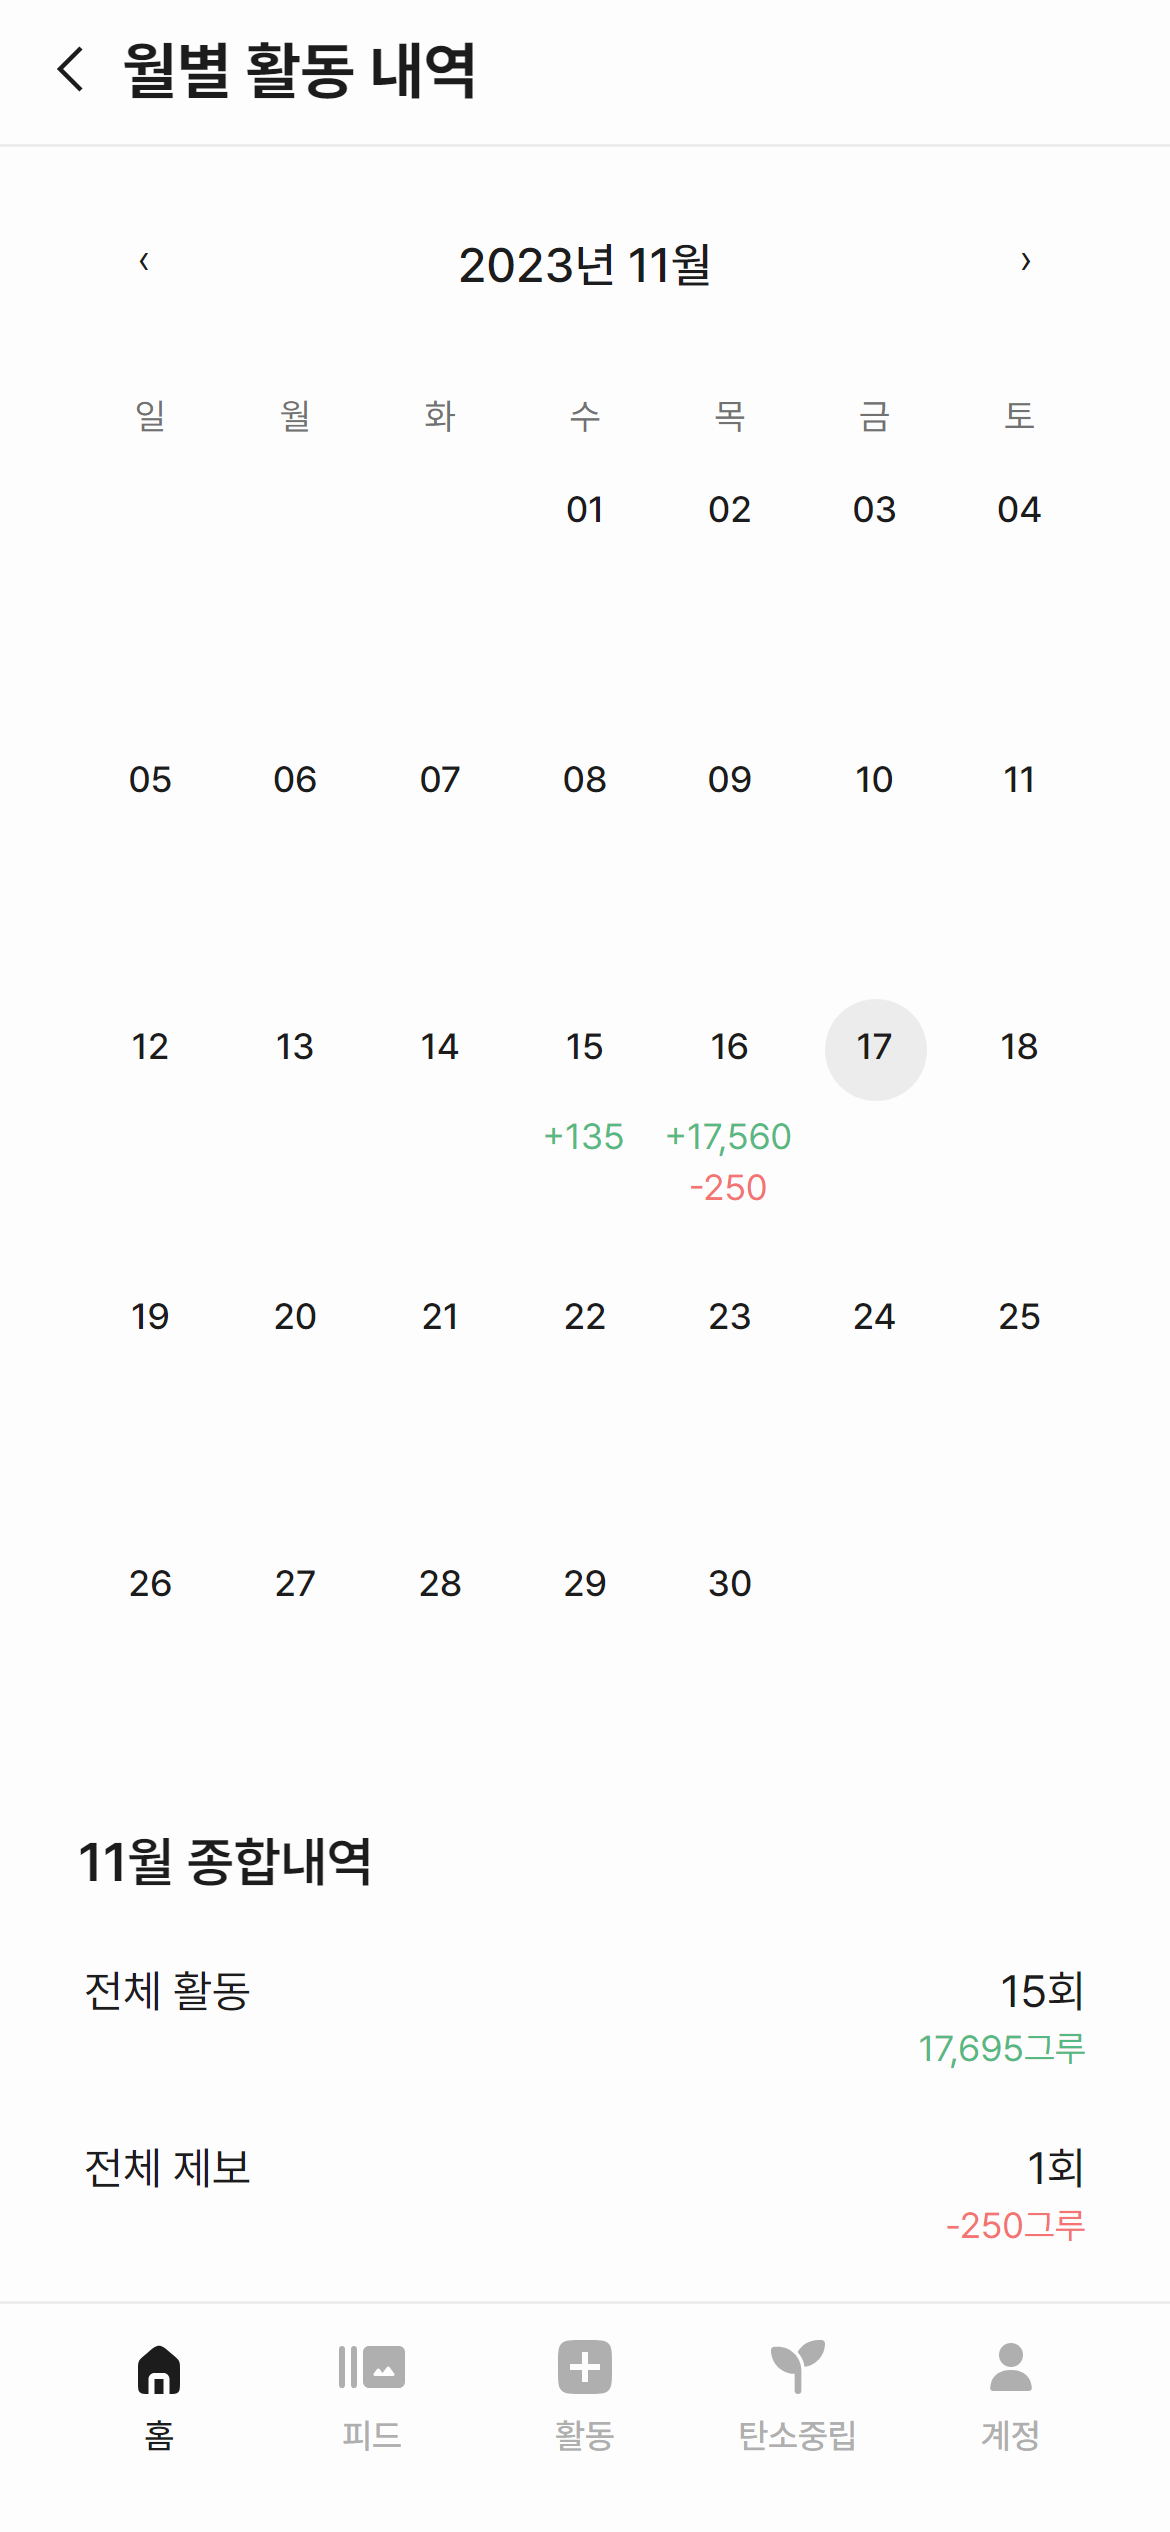 월별 활동 내역
‹ 2023년 11월 ›
일 월 화 수 목 금 토
01 02 03 04
05 06 07 08 09 10 11
12 13 14 15 16 17 18
+135 +17,560
-250
19 20 21 22 23 24 25
26 27 28 29 30
11월 종합내역
전체 활동 15회
17,695그루
전체 제보 1회
-250그루
홈 피드 활동 탄소중립 계정